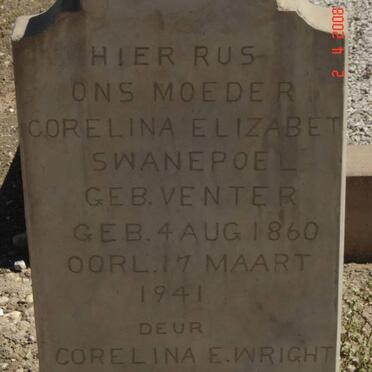 HIER RUS
ONS MOEDER
CORELINA ELIZABET
SWANEPOEL
GEB. VENTER
GEB. 4 AUG 1860
OORL. 17 MAART
1941
DEUR
CORELINA E. WRIGHT
2 4 2008